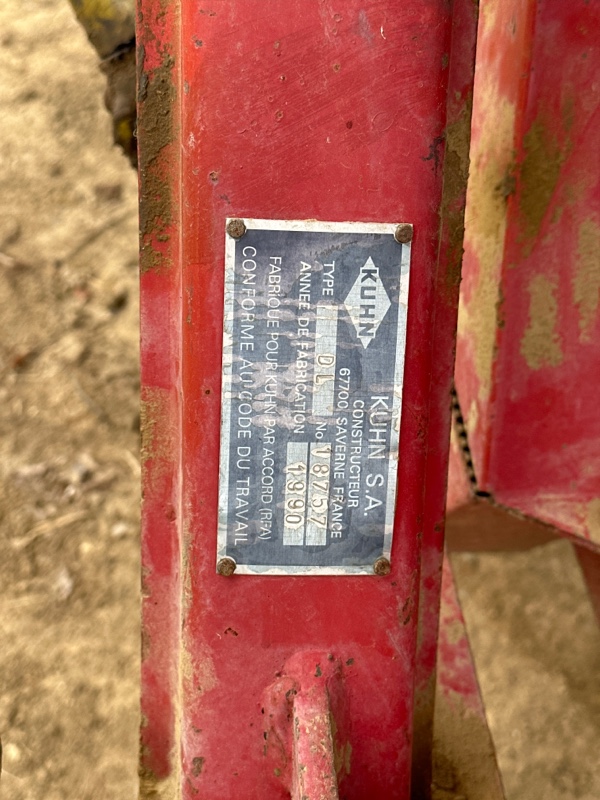 KUHN
KUHN S.A.
CONSTRUCTEUR
67700 SAVERNE FRANCE
TYPE DL No. 18757
ANNEE DE FABRICATION 1990
FABRIQUE POUR KUHN PAR ACCORD (RFA)
CONFORME AU CODE DU TRAVAIL